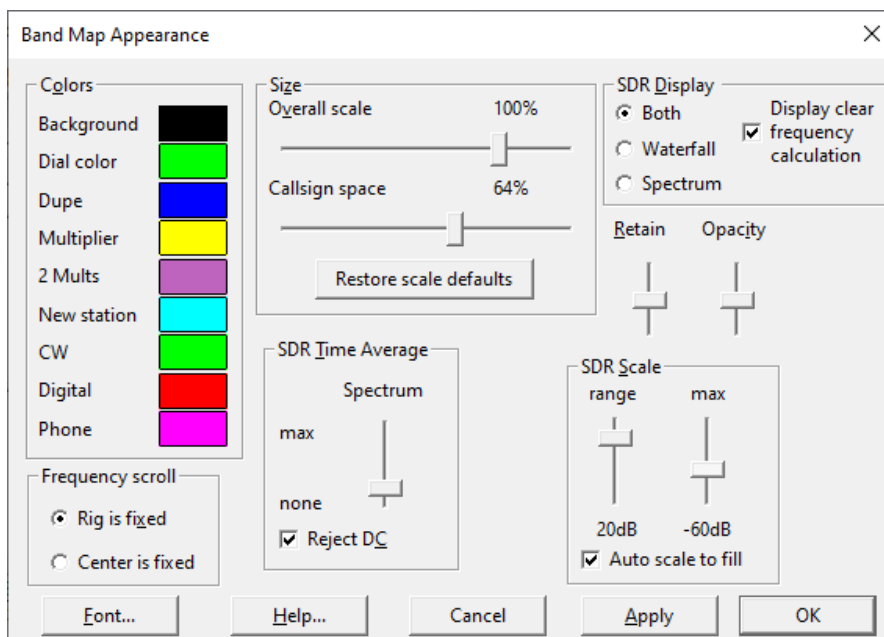 Band Map Appearance
Colors
Background
Dial color
Dupe
Multiplier
2 Mults
New station
CW
Digital
Phone
Frequency scroll
Rig is fixed
Center is fixed
Size
Overall scale 100%
Callsign space 64%
Restore scale defaults
SDR Time Average
Spectrum
max
none
Reject DC
SDR Display
Both
Waterfall
Spectrum
Display clear
frequency
calculation
Retain Opacity
SDR Scale
range max
20dB -60dB
Auto scale to fill
Font... Help... Cancel Apply OK